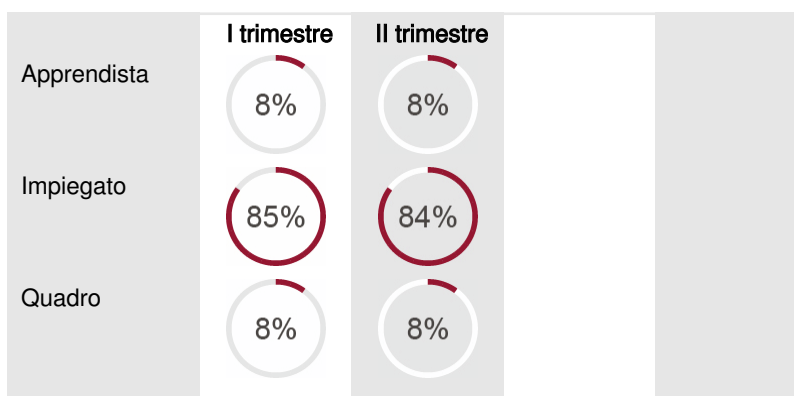 I trimestre II trimestre
Apprendista
8% 8%
Impiegato
85% 84%
Quadro
8% 8%